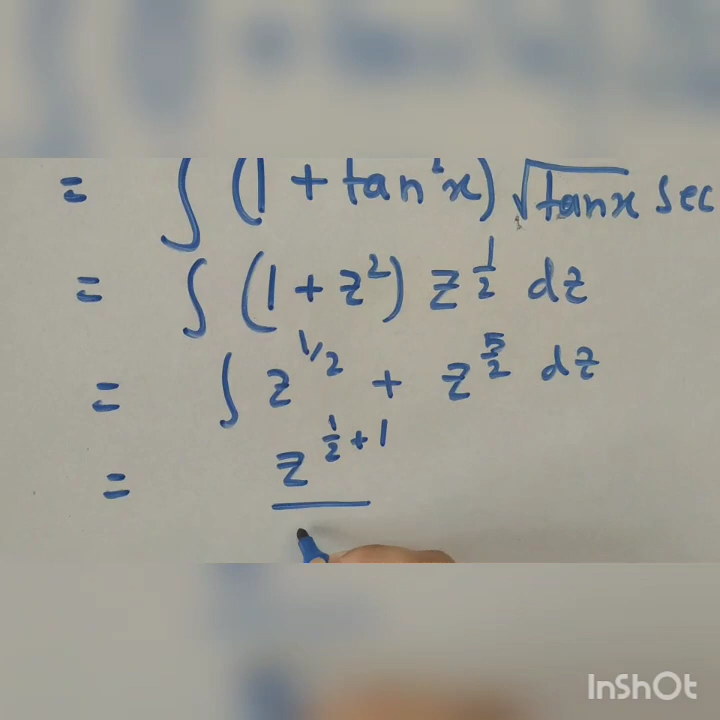 = ∫ (1 + tan²x) √tanx sec
= ∫ (1 + z²) z^1/2 dz
= ∫ z^1/2 + z^5/2 dz
= z^1/2+1
InShOt